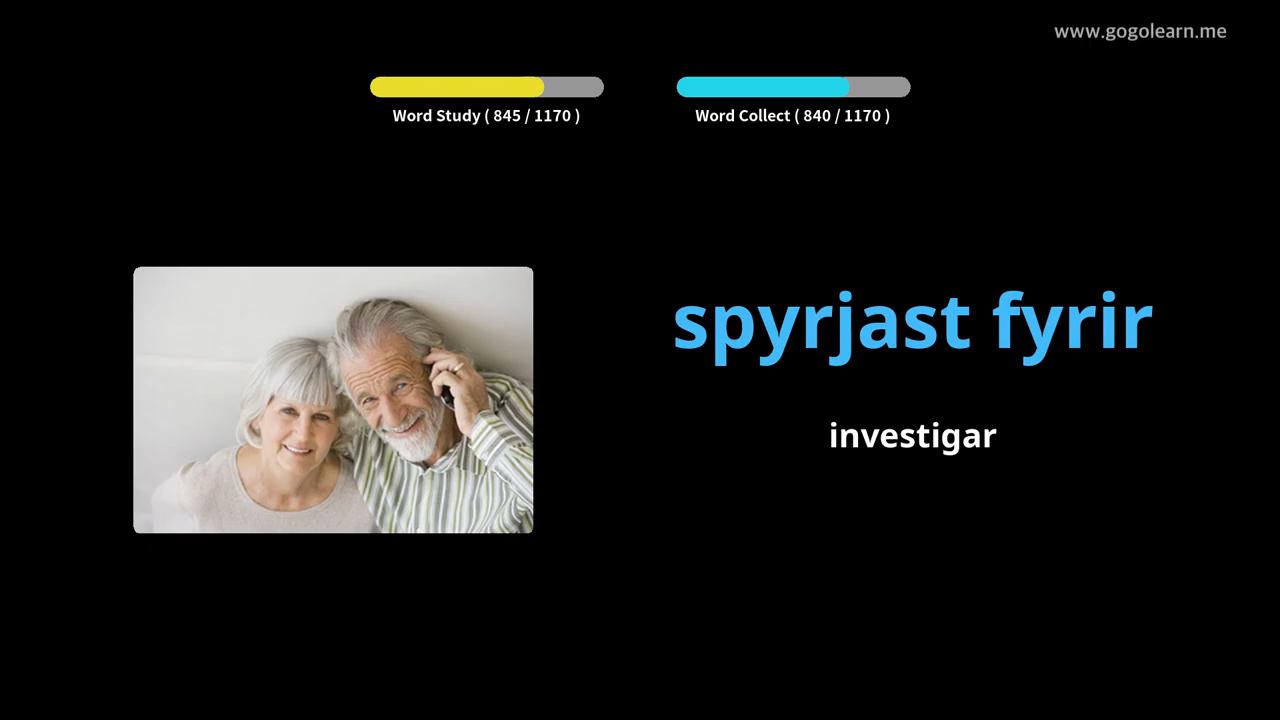 www.gogolearn.me
Word Study ( 845 / 1170 )
Word Collect ( 840 / 1170 )
spyrjast fyrir
investigar